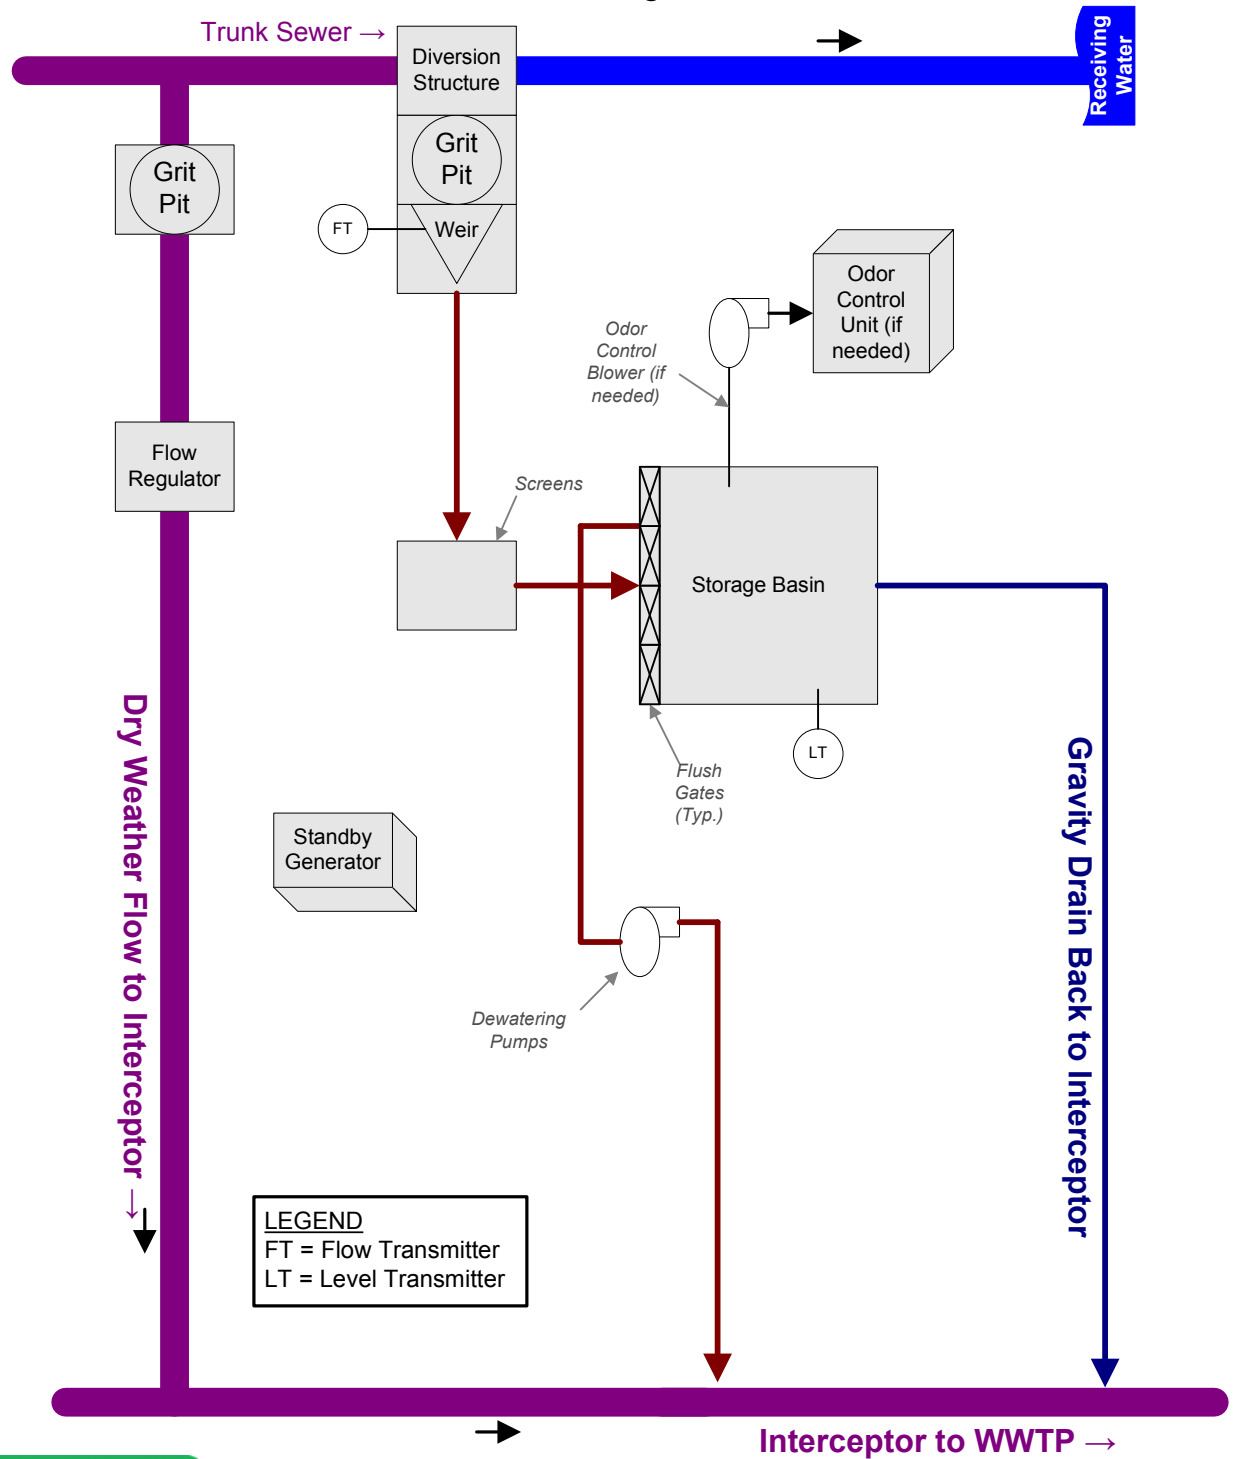 Trunk Sewer →
Diversion
Structure
Receiving
Water
Grit
Pit
Grit
Pit
FT
Weir
Odor
Control
Unit (if
needed)
Odor
Control
Blower (if
needed)
Flow
Regulator
Screens
Storage Basin
LT
Flush
Gates
(Typ.)
Dry Weather Flow to Interceptor →
Gravity Drain Back to Interceptor
Standby
Generator
Dewatering
Pumps
LEGEND
FT = Flow Transmitter
LT = Level Transmitter
Interceptor to WWTP →